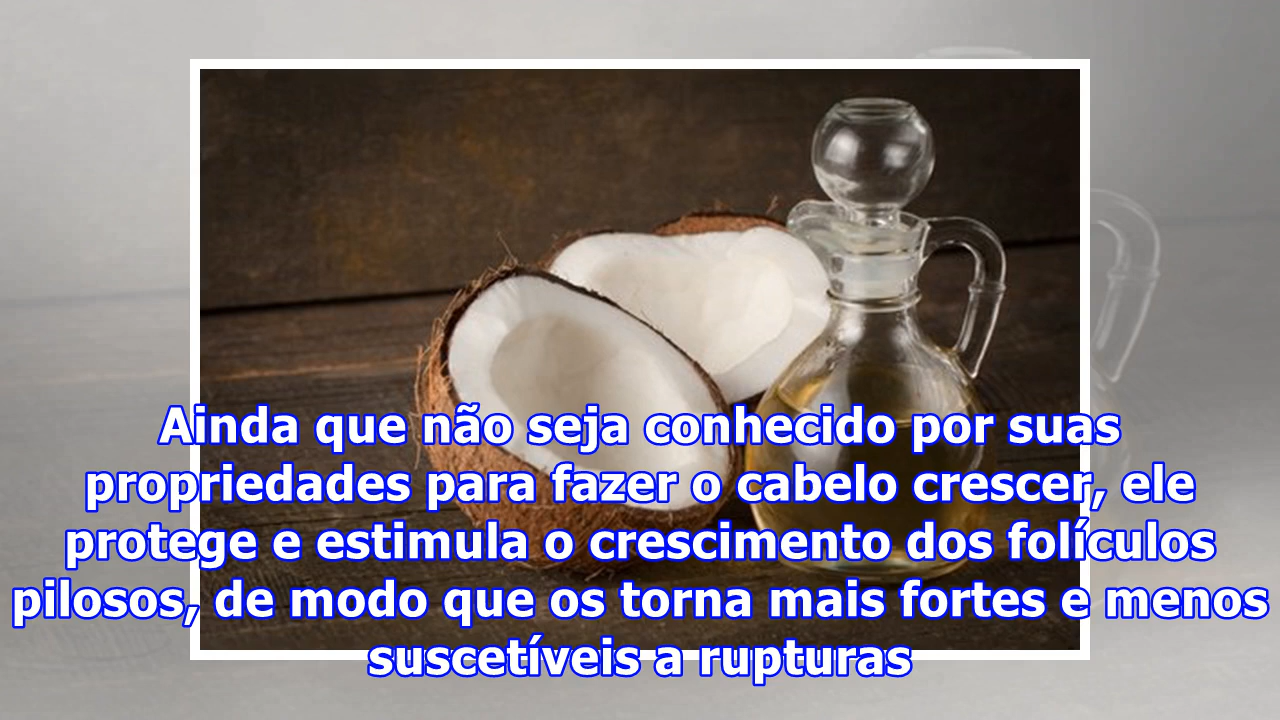 Ainda que não seja conhecido por suas
propriedades para fazer o cabelo crescer, ele
protege e estimula o crescimento dos folículos
pilosos, de modo que os torna mais fortes e menos
suscetíveis a rupturas